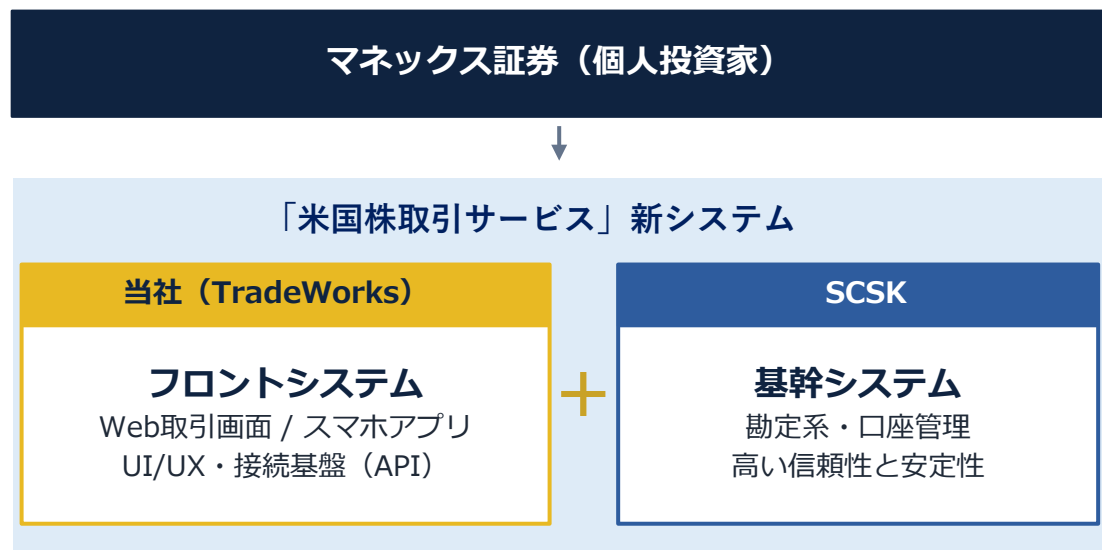 マネックス証券（個人投資家）
「米国株取引サービス」新システム
当社（TradeWorks）
フロントシステム
Web取引画面 / スマホアプリ
UI/UX・接続基盤（API）
＋
SCSK
基幹システム
勘定系・口座管理
高い信頼性と安定性